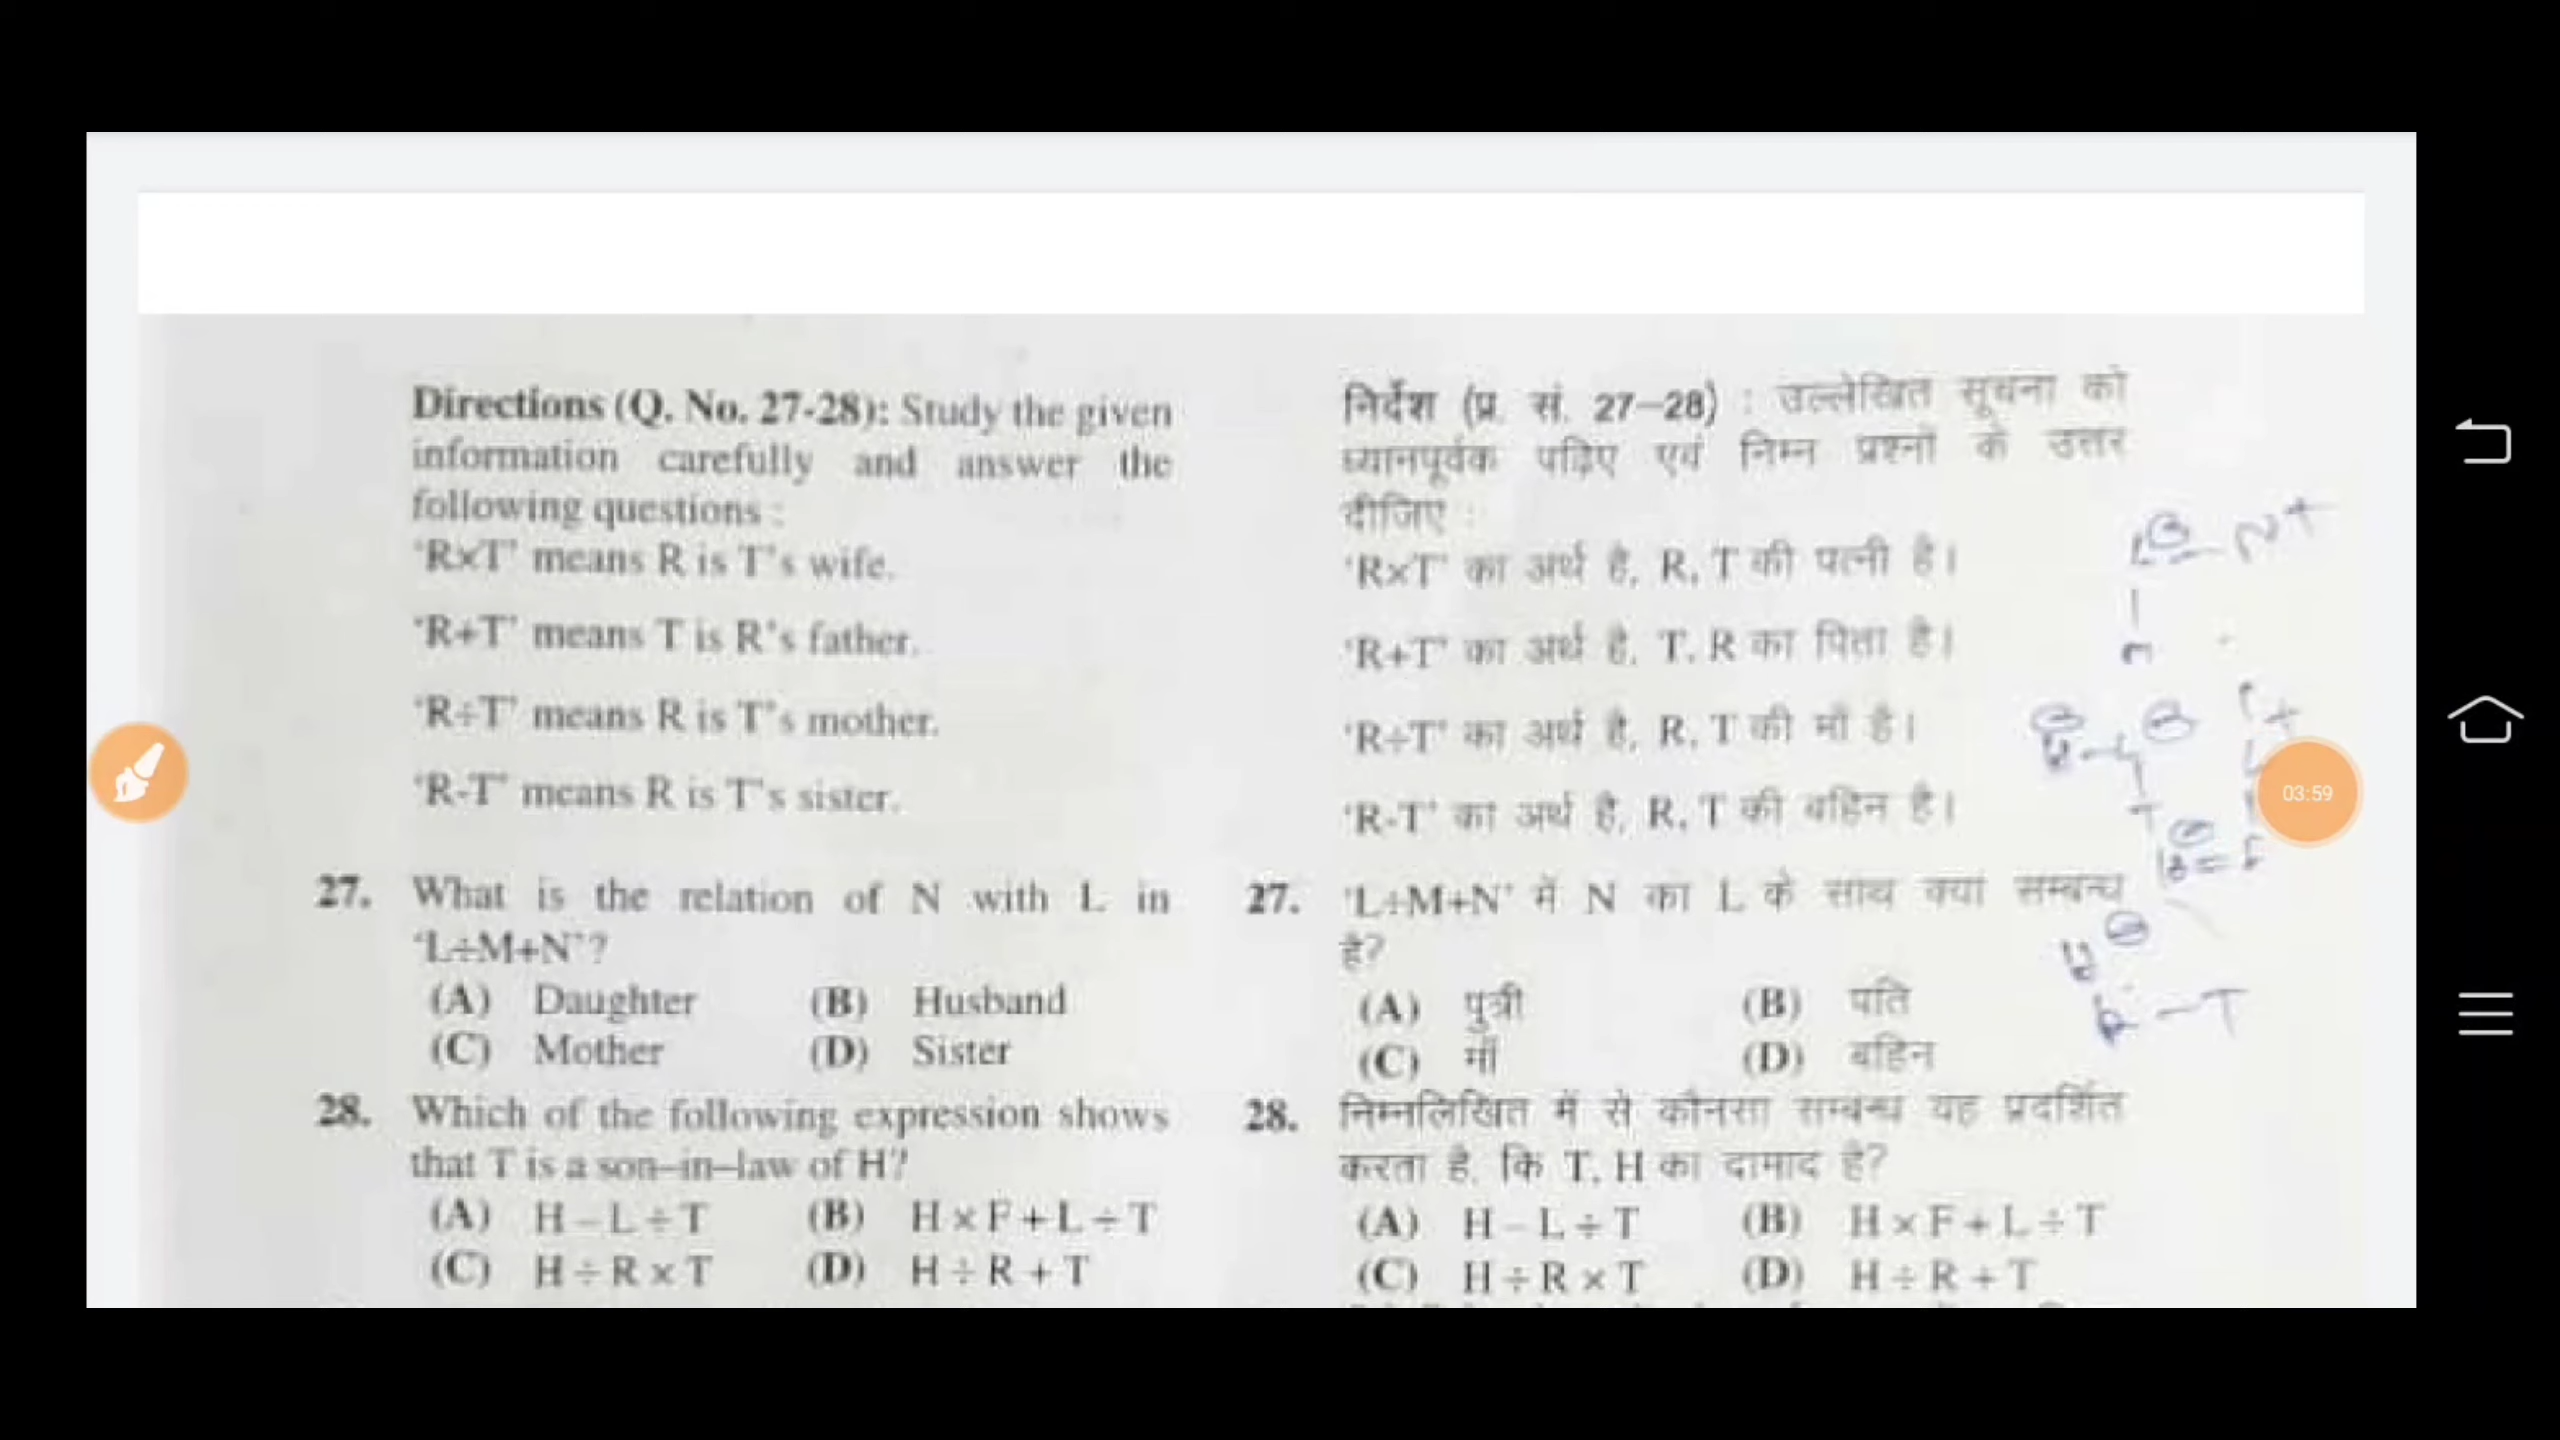 Directions (Q. No. 27-28): Study the given
information carefully and answer the
following questions :
'R×T' means R is T's wife.
'R+T' means T is R's father.
'R÷T' means R is T's mother.
'R-T' means R is T's sister.
27. What is the relation of N with L in
'L÷M+N'?
(A) Daughter (B) Husband
(C) Mother (D) Sister
28. Which of the following expression shows
that T is a son–in–law of H?
(A) H – L ÷ T (B) H × F + L ÷ T
(C) H ÷ R × T (D) H ÷ R + T
निर्देश (प्र. सं. 27–28) : उल्लेखित सूचना को
ध्यानपूर्वक पढ़िए एवं निम्न प्रश्नों के उत्तर
दीजिए :
'R×T' का अर्थ है, R, T की पत्नी है।
'R+T' का अर्थ है, T, R का पिता है।
'R÷T' का अर्थ है, R, T की माँ है।
'R-T' का अर्थ है, R, T की बहिन है।
27. 'L÷M+N' में N का L के साथ क्या सम्बन्ध
है?
(A) पुत्री (B) पति
(C) माँ (D) बहिन
28. निम्नलिखित में से कौनसा सम्बन्ध यह प्रदर्शित
करता है, कि T, H का दामाद है?
(A) H – L ÷ T (B) H × F + L ÷ T
(C) H ÷ R × T (D) H ÷ R + T
03:59